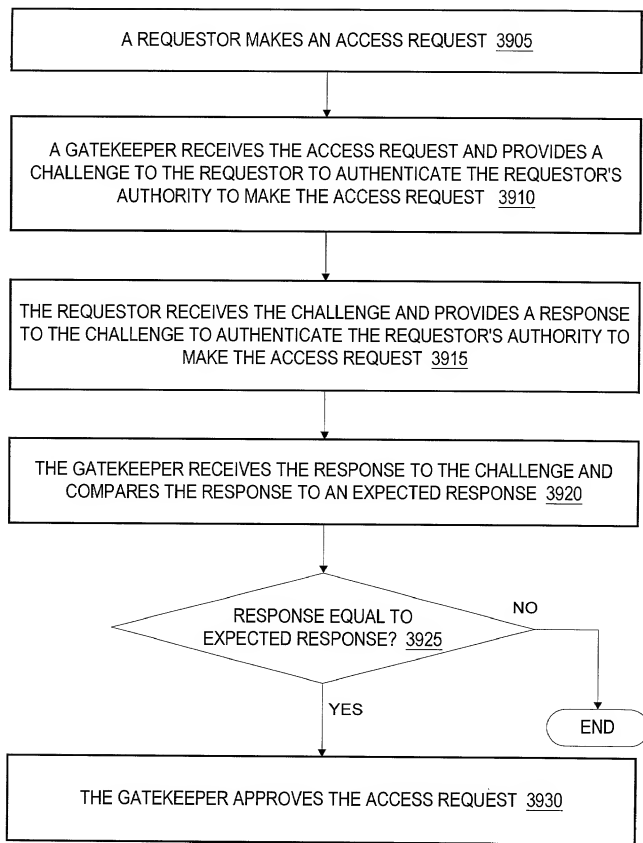 A REQUESTOR MAKES AN ACCESS REQUEST 3905
A GATEKEEPER RECEIVES THE ACCESS REQUEST AND PROVIDES A
CHALLENGE TO THE REQUESTOR TO AUTHENTICATE THE REQUESTOR'S
AUTHORITY TO MAKE THE ACCESS REQUEST 3910
THE REQUESTOR RECEIVES THE CHALLENGE AND PROVIDES A RESPONSE
TO THE CHALLENGE TO AUTHENTICATE THE REQUESTOR'S AUTHORITY TO
MAKE THE ACCESS REQUEST 3915
THE GATEKEEPER RECEIVES THE RESPONSE TO THE CHALLENGE AND
COMPARES THE RESPONSE TO AN EXPECTED RESPONSE 3920
RESPONSE EQUAL TO
EXPECTED RESPONSE? 3925
NO
END
YES
THE GATEKEEPER APPROVES THE ACCESS REQUEST 3930